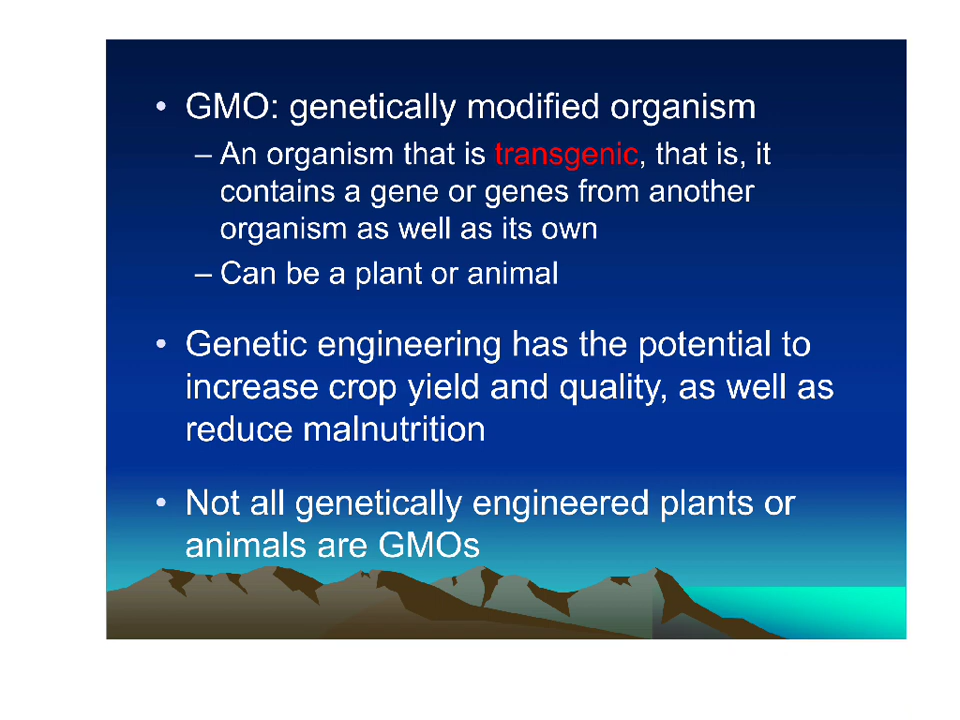 • GMO: genetically modified organism
– An organism that is transgenic, that is, it
contains a gene or genes from another
organism as well as its own
– Can be a plant or animal
• Genetic engineering has the potential to
increase crop yield and quality, as well as
reduce malnutrition
• Not all genetically engineered plants or
animals are GMOs